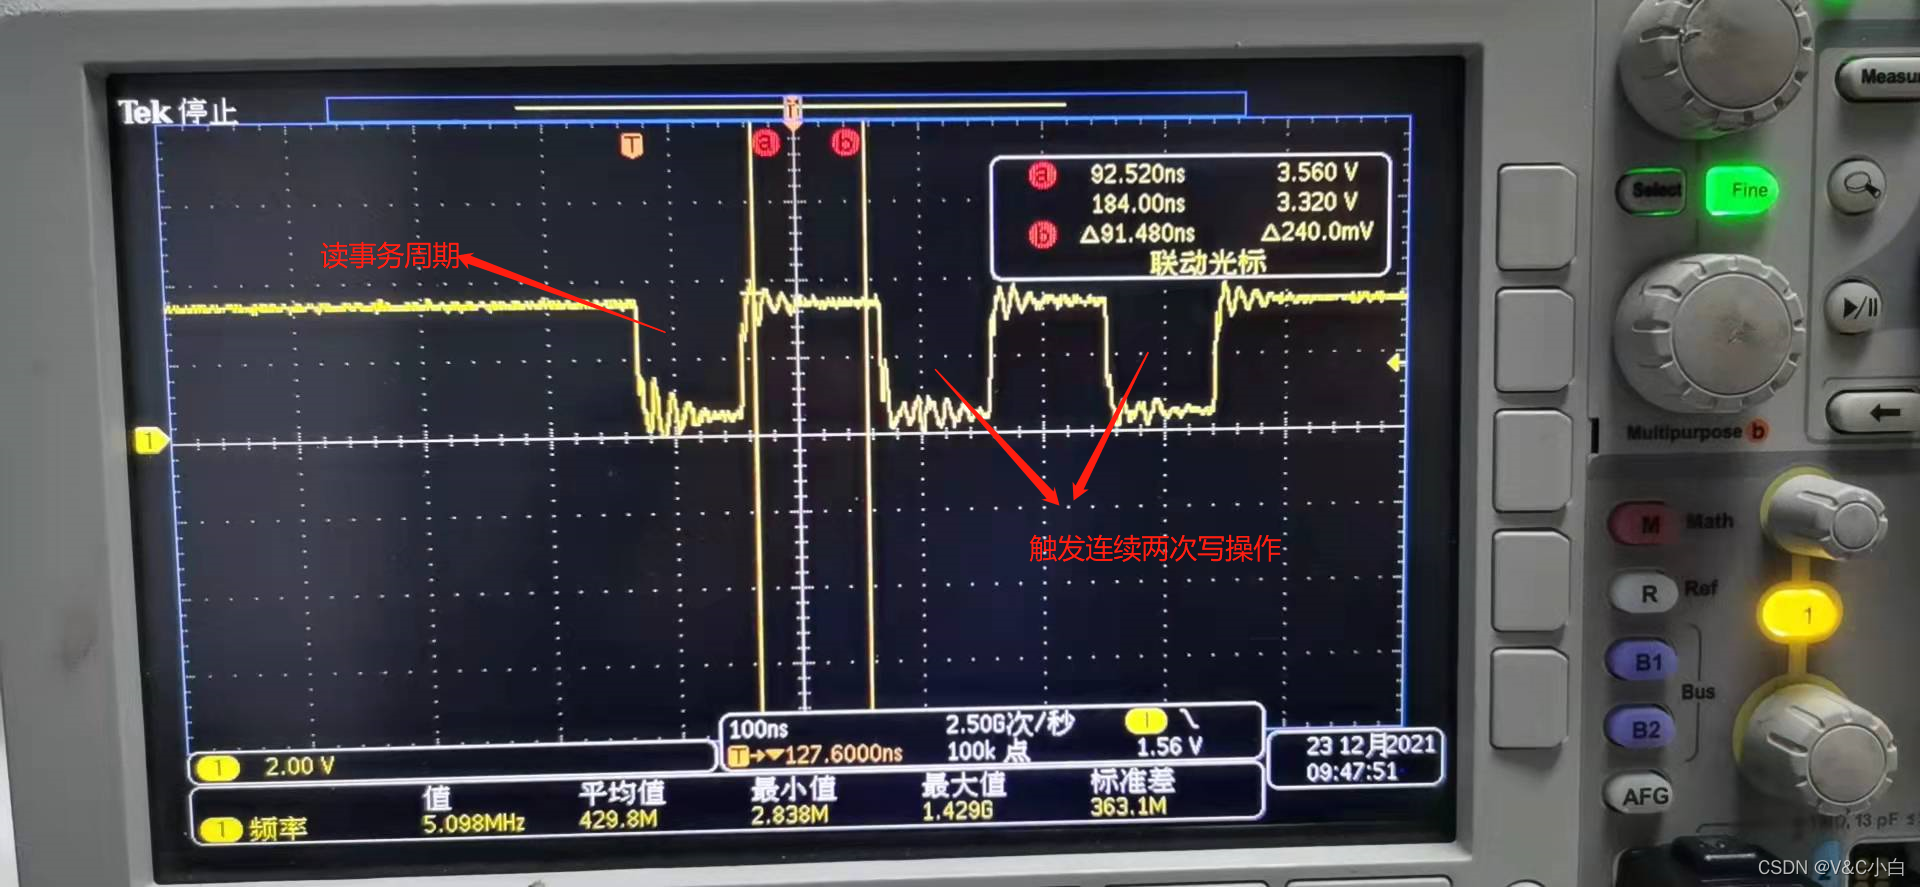 Tek 停止
T
T
a
b
a 92.520ns 3.560 V
184.00ns 3.320 V
b △91.480ns △240.0mV
联动光标
读事务周期
触发连续两次写操作
1
100ns 2.50G次/秒 1
T→▼127.6000ns 100k 点 1.56 V
1 2.00 V
值 平均值 最小值 最大值 标准差
1 频率 5.098MHz 429.8M 2.838M 1.429G 363.1M
23 12月2021
09:47:51
Measu
Select
Fine
Multipurpose b
M Math
R Ref
1
B1
Bus
B2
AFG
13 pF
CSDN @V&C小白